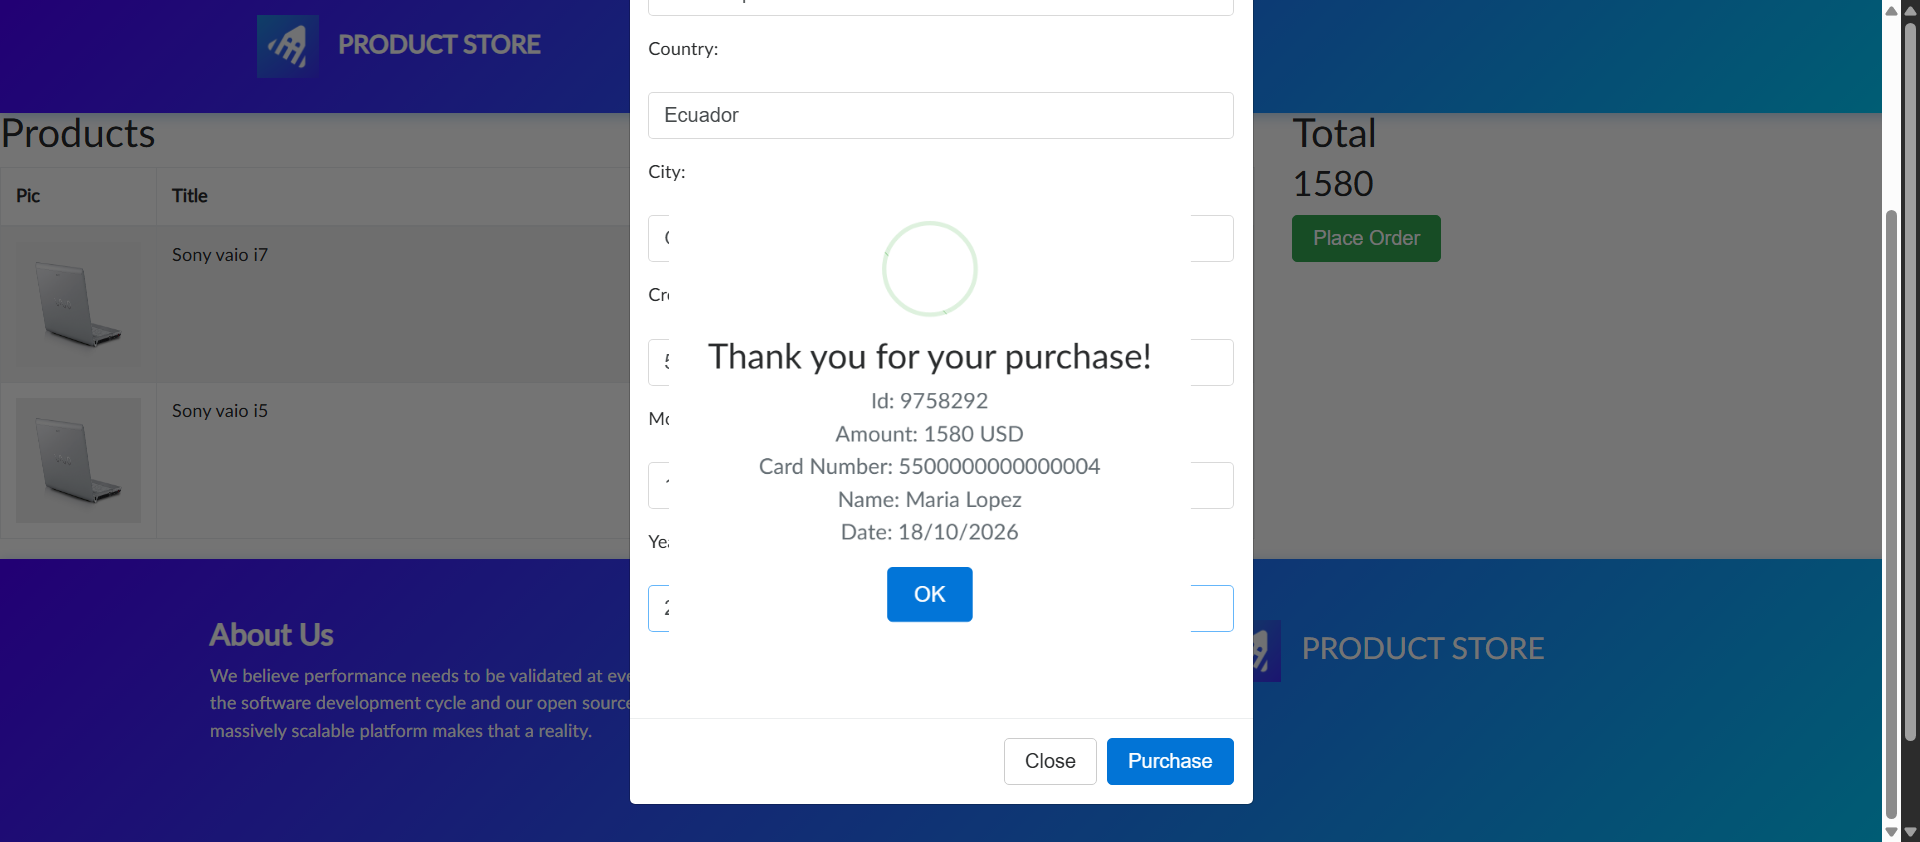 PRODUCT STORE
Products
Pic
Title
Sony vaio i7
Sony vaio i5
Country:
Ecuador
City:
Thank you for your purchase!
Id: 9758292
Amount: 1580 USD
Card Number: 5500000000000004
Name: Maria Lopez
Date: 18/10/2026
OK
Close
Purchase
Total
1580
Place Order
About Us
We believe performance needs to be validated at
the software development cycle and our open source
massively scalable platform makes that a reality.
PRODUCT STORE